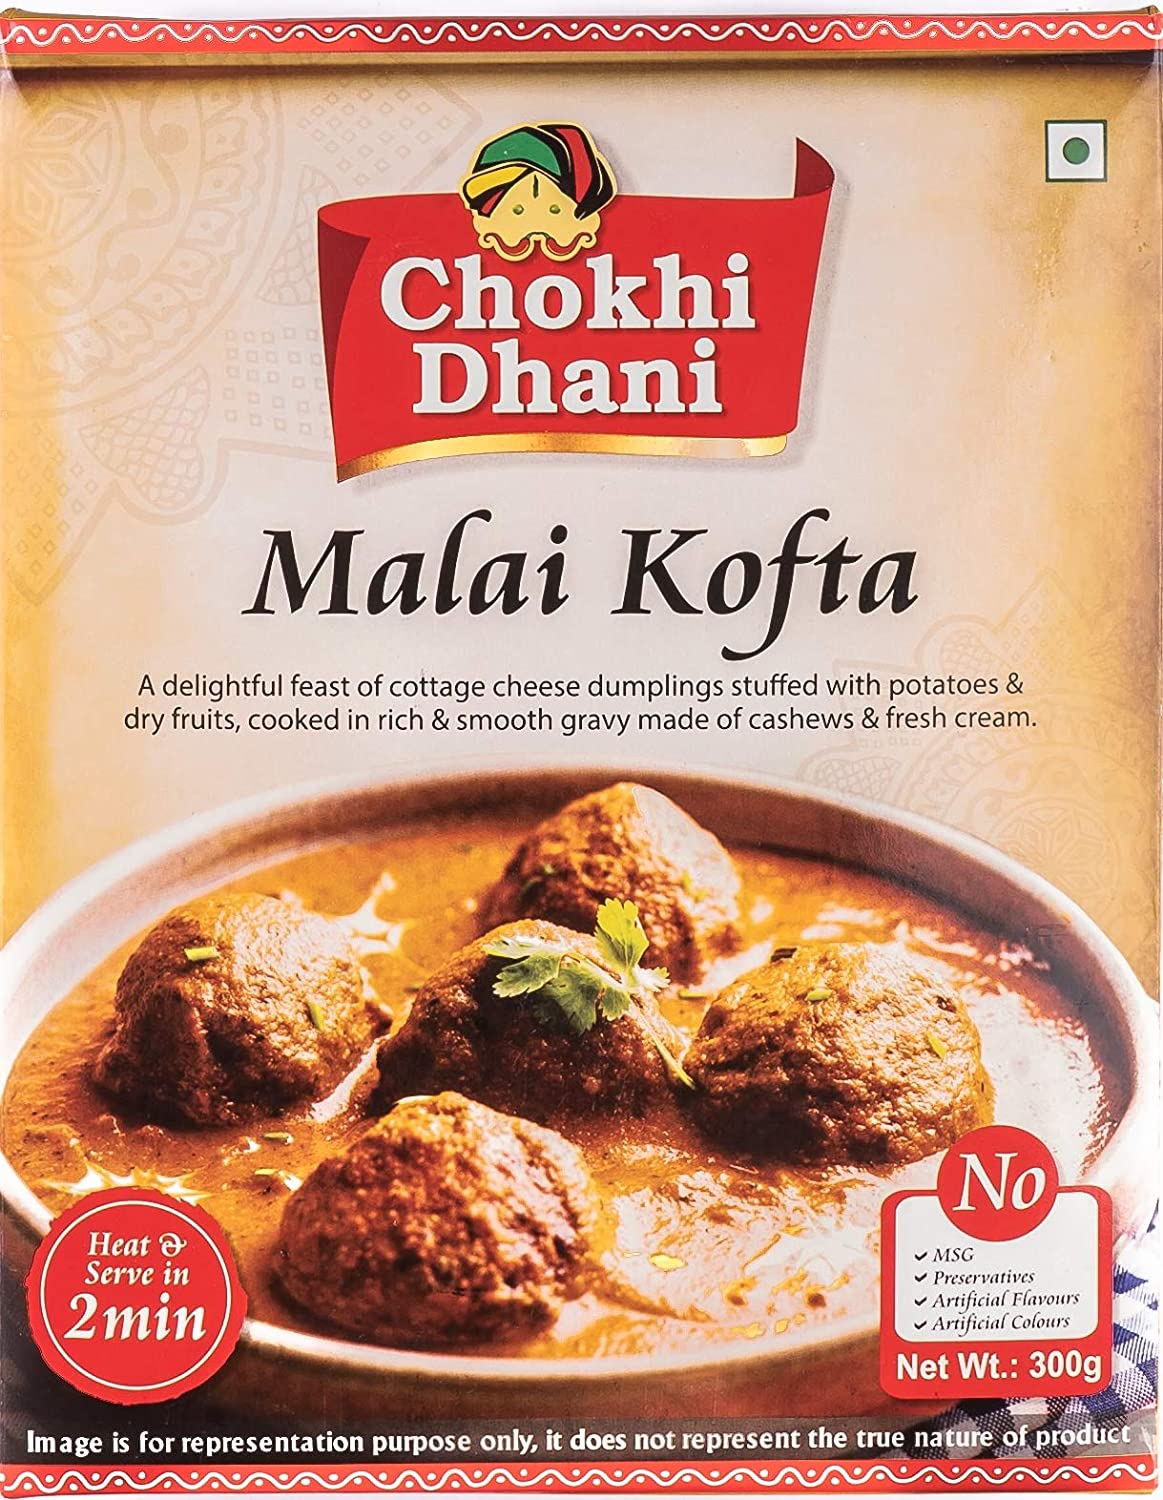 Chokhi
Dhani
Malai Kofta
A delightful feast of cottage cheese dumplings stuffed with potatoes &
dry fruits, cooked in rich & smooth gravy made of cashews & fresh cream.
Heat &
Serve in
2min
No
MSG
Preservatives
Artificial Flavours
Artificial Colours
Net Wt.: 300g
Image is for representation purpose only, it does not represent the true nature of product